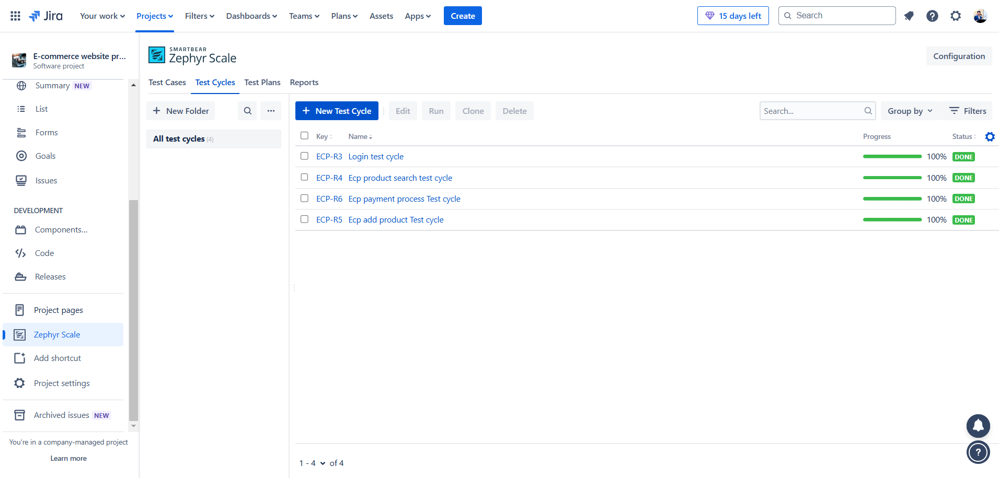 Jira Your work Projects Filters Dashboards Teams Plans Assets Apps Create 15 days left Search
E-commerce website pr...
Software project
Summary NEW
List
Forms
Goals
Issues
DEVELOPMENT
Components...
Code
Releases
Project pages
Zephyr Scale
Add shortcut
Project settings
Archived issues NEW
You're in a company-managed project
Learn more
SMARTBEAR
Zephyr Scale
Configuration
Test Cases Test Cycles Test Plans Reports
+ New Folder ...
All test cycles (4)
+ New Test Cycle Edit Run Clone Delete Search... Group by Filters
Key Name Progress Status
ECP-R3 Login test cycle 100% DONE
ECP-R4 Ecp product search test cycle 100% DONE
ECP-R6 Ecp payment process Test cycle 100% DONE
ECP-R5 Ecp add product Test cycle 100% DONE
1 - 4 of 4
?